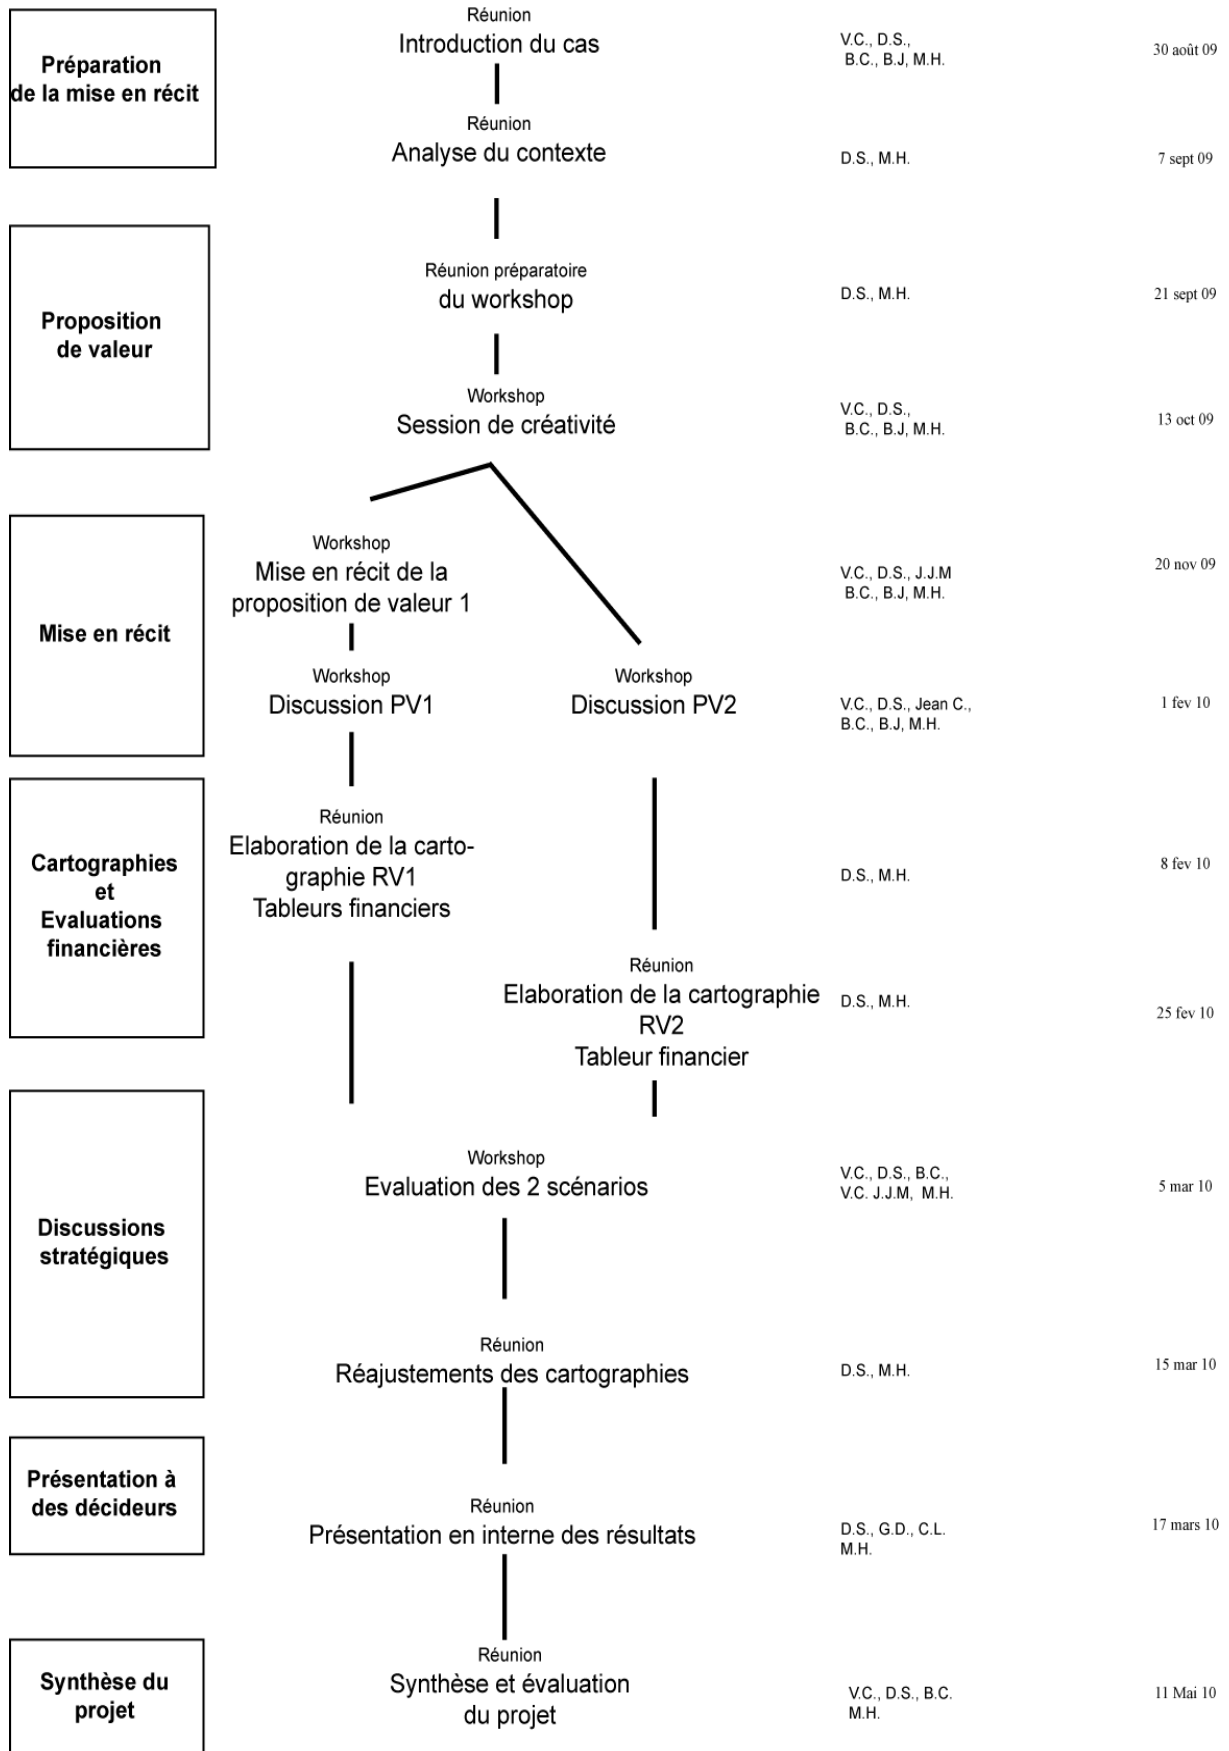 Préparation
de la mise en récit
Réunion
Introduction du cas
V.C., D.S.,
B.C., B.J, M.H.
30 août 09
Réunion
Analyse du contexte
D.S., M.H.
7 sept 09
Proposition
de valeur
Réunion préparatoire
du workshop
D.S., M.H.
21 sept 09
Workshop
Session de créativité
V.C., D.S.,
B.C., B.J, M.H.
13 oct 09
Mise en récit
Workshop
Mise en récit de la
proposition de valeur 1
V.C., D.S., J.J.M
B.C., B.J, M.H.
20 nov 09
Workshop
Discussion PV1
Workshop
Discussion PV2
V.C., D.S., Jean C.,
B.C., B.J, M.H.
1 fev 10
Cartographies
et
Evaluations
financières
Réunion
Elaboration de la carto-
graphie RV1
Tableurs financiers
D.S., M.H.
8 fev 10
Réunion
Elaboration de la cartographie
RV2
Tableur financier
D.S., M.H.
25 fev 10
Discussions
stratégiques
Workshop
Evaluation des 2 scénarios
V.C., D.S., B.C.,
V.C. J.J.M, M.H.
5 mar 10
Réunion
Réajustements des cartographies
D.S., M.H.
15 mar 10
Présentation à
des décideurs
Réunion
Présentation en interne des résultats
D.S., G.D., C.L.
M.H.
17 mars 10
Synthèse du
projet
Réunion
Synthèse et évaluation
du projet
V.C., D.S., B.C.
M.H.
11 Mai 10